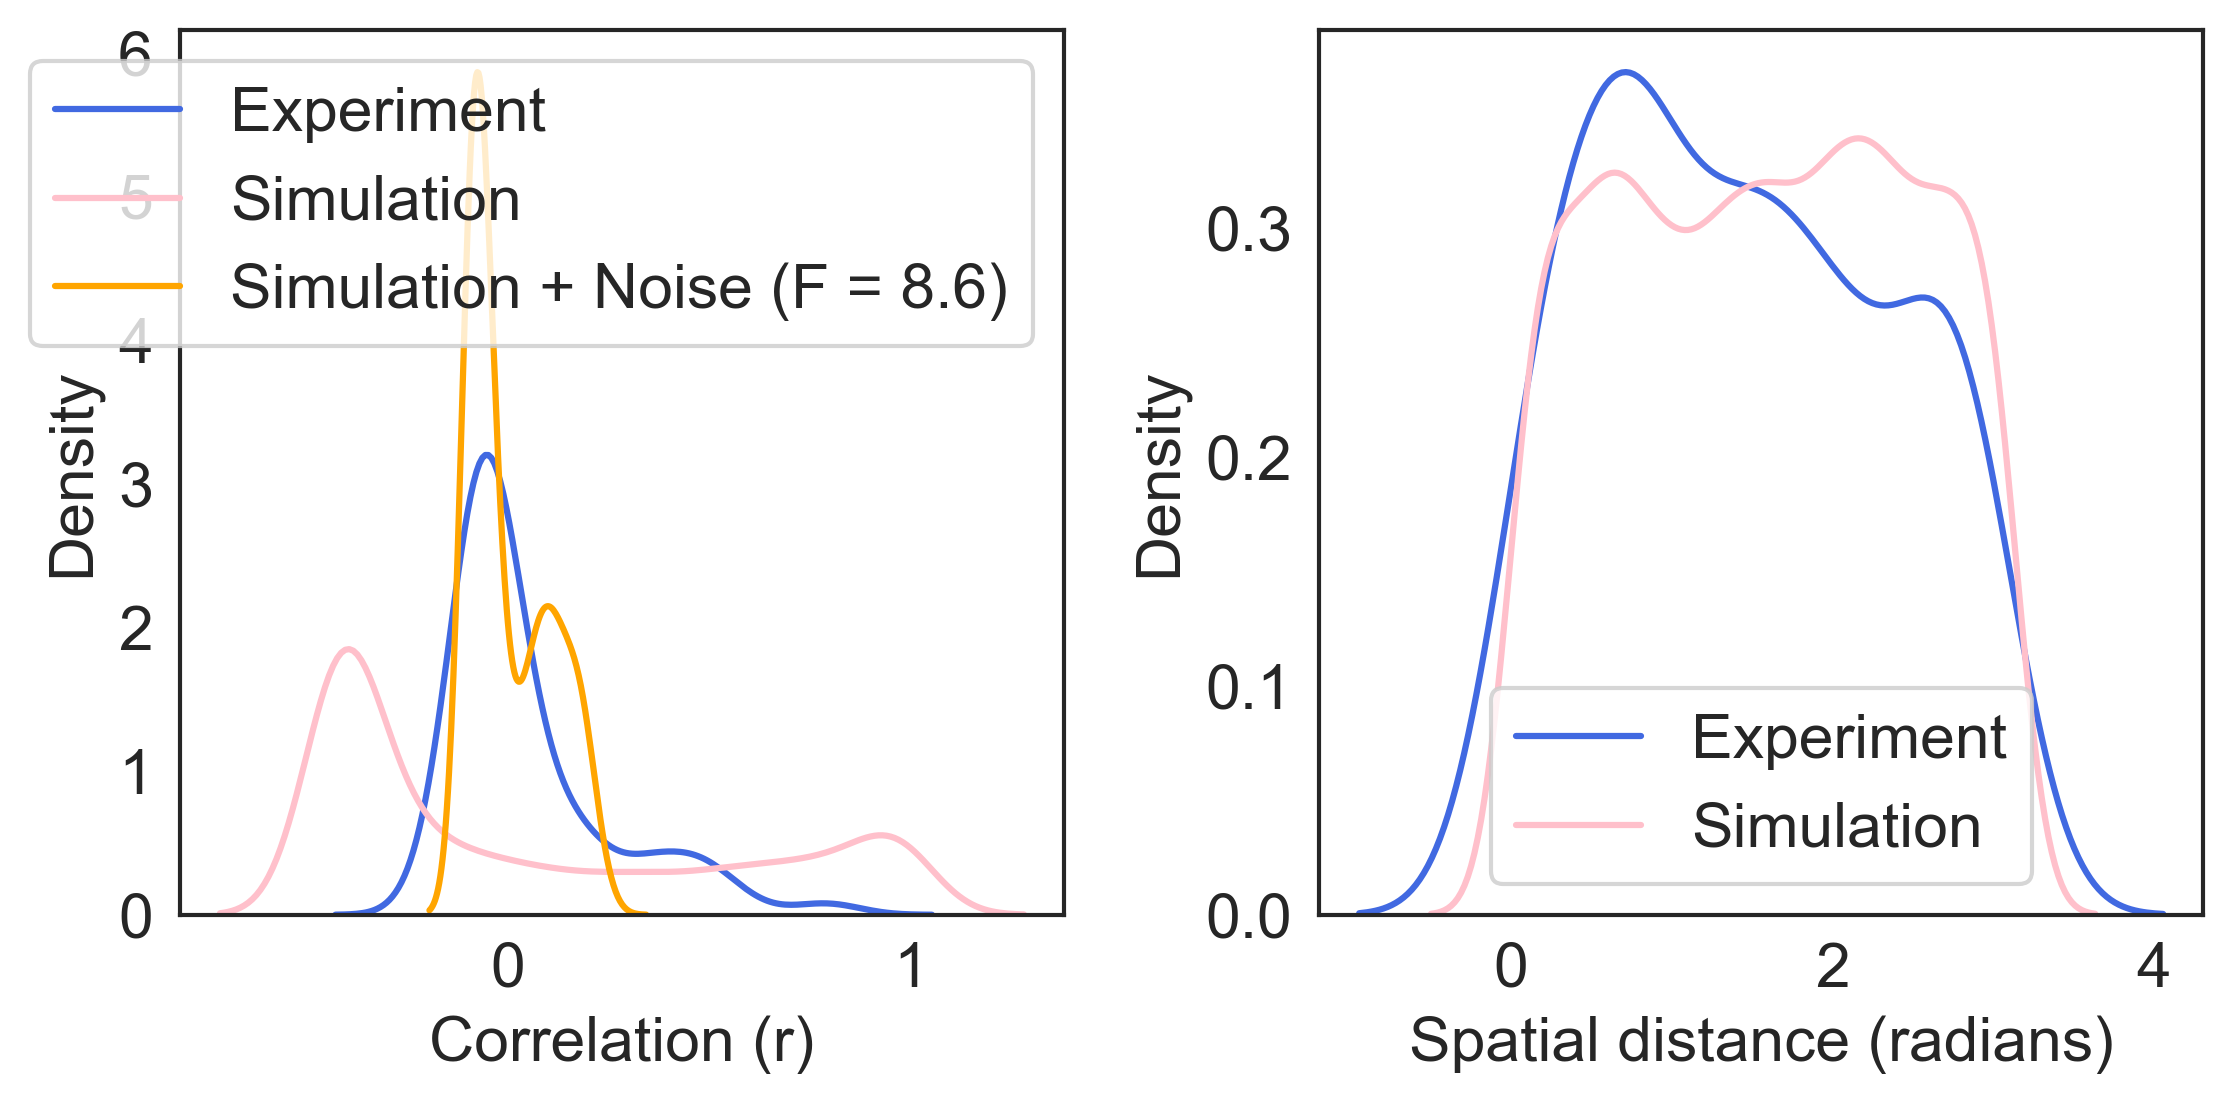 6
5
4
3
2
1
0
Density
Experiment
Simulation
Simulation + Noise (F = 8.6)
0 1
Correlation (r)
0.3
0.2
0.1
0.0
Density
Experiment
Simulation
0 2 4
Spatial distance (radians)